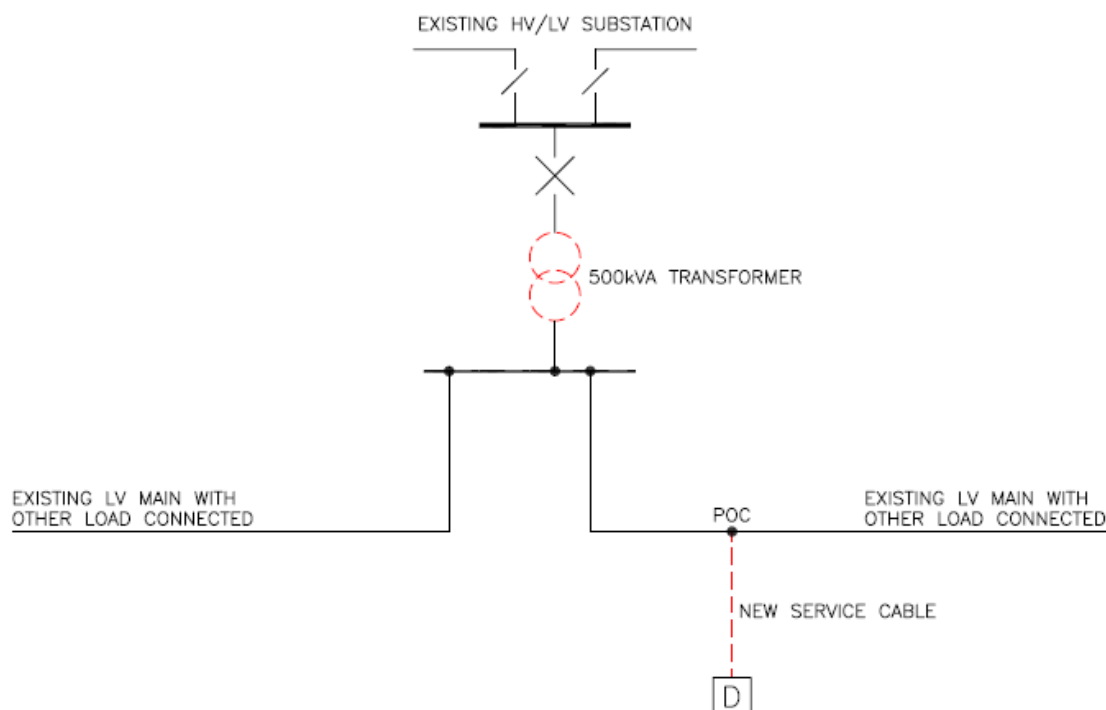 EXISTING HV/LV SUBSTATION
500kVA TRANSFORMER
EXISTING LV MAIN WITH
OTHER LOAD CONNECTED
POC
EXISTING LV MAIN WITH
OTHER LOAD CONNECTED
NEW SERVICE CABLE
D